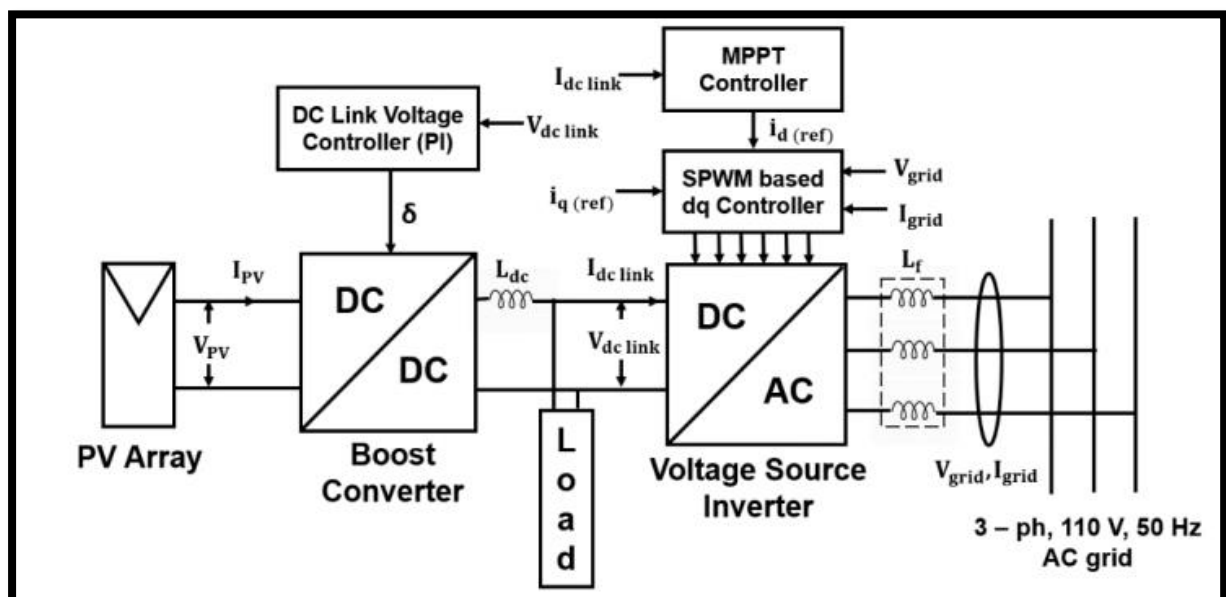 MPPT
Controller
I_dc link
DC Link Voltage
Controller (PI)
V_dc link
i_d (ref)
i_q (ref)
SPWM based
dq Controller
V_grid
I_grid
δ
I_PV
V_PV
DC
DC
L_dc
I_dc link
V_dc link
DC
AC
L_f
PV Array
Boost
Converter
L
o
a
d
Voltage Source
Inverter
V_grid, I_grid
3 – ph, 110 V, 50 Hz
AC grid